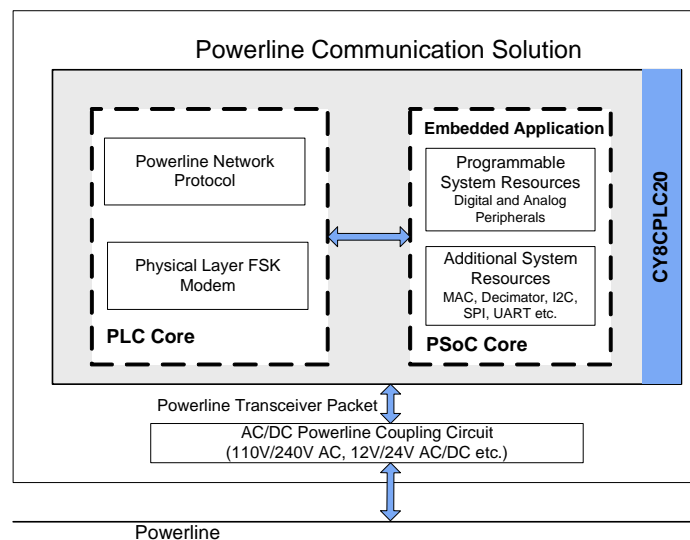 Powerline Communication Solution
Powerline Network
Protocol
Physical Layer FSK
Modem
PLC Core
Embedded Application
Programmable
System Resources
Digital and Analog
Peripherals
Additional System
Resources
MAC, Decimator, I2C,
SPI, UART etc.
PSoC Core
CY8CPLC20
Powerline Transceiver Packet
AC/DC Powerline Coupling Circuit
(110V/240V AC, 12V/24V AC/DC etc.)
Powerline